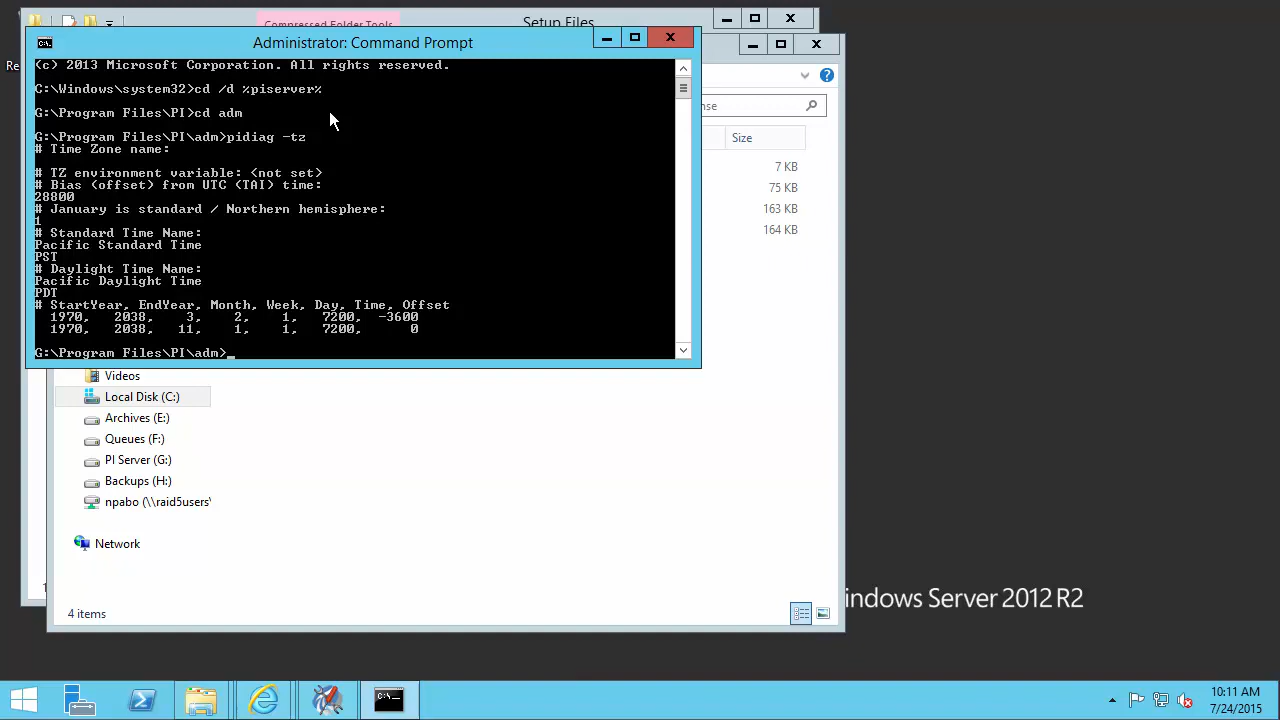 Compressed Folder Tools
Setup Files
Administrator: Command Prompt
(c) 2013 Microsoft Corporation. All rights reserved.
C:\Windows\system32>cd /d %piserver%
G:\Program Files\PI>cd adm
G:\Program Files\PI\adm>pidiag -tz
# Time Zone name:
# TZ environment variable: <not set>
# Bias (offset) from UTC (TAI) time:
28800
# January is standard / Northern hemisphere:
1
# Standard Time Name:
Pacific Standard Time
PST
# Daylight Time Name:
Pacific Daylight Time
PDT
# StartYear, EndYear, Month, Week, Day, Time, Offset
1970, 2038, 3, 2, 1, 7200, -3600
1970, 2038, 11, 1, 1, 7200, 0
G:\Program Files\PI\adm>_
Re
nse
Size
7 KB
75 KB
163 KB
164 KB
Videos
Local Disk (C:)
Archives (E:)
Queues (F:)
PI Server (G:)
Backups (H:)
npabo (\\raid5users\
Network
4 items
indows Server 2012 R2
10:11 AM
7/24/2015